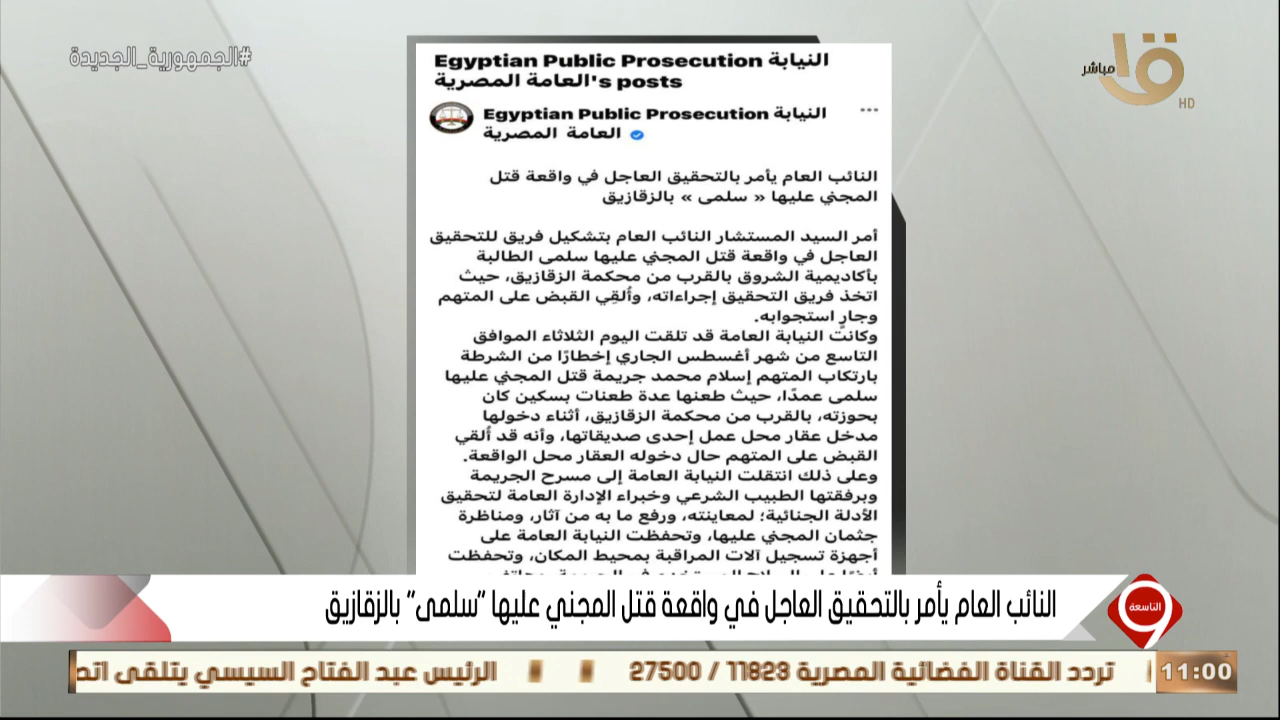 #الجمهورية_الجديدة
مباشر
HD
Egyptian Public Prosecution النيابة
العامة المصرية's posts
Egyptian Public Prosecution النيابة
العامة المصرية
النائب العام يأمر بالتحقيق العاجل في واقعة قتل
المجني عليها « سلمى » بالزقازيق
أمر السيد المستشار النائب العام بتشكيل فريق للتحقيق
العاجل في واقعة قتل المجني عليها سلمى الطالبة
بأكاديمية الشروق بالقرب من محكمة الزقازيق، حيث
اتخذ فريق التحقيق إجراءاته، وأُلقِي القبض على المتهم
وجارٍ استجوابه.
وكانت النيابة العامة قد تلقت اليوم الثلاثاء الموافق
التاسع من شهر أغسطس الجاري إخطارًا من الشرطة
بارتكاب المتهم إسلام محمد جريمة قتل المجني عليها
سلمى عمدًا، حيث طعنها عدة طعنات بسكين كان
بحوزته، بالقرب من محكمة الزقازيق، أثناء دخولها
مدخل عقار محل عمل إحدى صديقاتها، وأنه قد أُلقي
القبض على المتهم حال دخوله العقار محل الواقعة.
وعلى ذلك انتقلت النيابة العامة إلى مسرح الجريمة
وبرفقتها الطبيب الشرعي وخبراء الإدارة العامة لتحقيق
الأدلة الجنائية؛ لمعاينته، ورفع ما به من آثار، ومناظرة
جثمان المجني عليها، وتحفظت النيابة العامة على
أجهزة تسجيل آلات المراقبة بمحيط المكان، وتحفظت
النائب العام يأمر بالتحقيق العاجل في واقعة قتل المجني عليها "سلمى" بالزقازيق
التاسعة
9
11:00
تردد القناة الفضائية المصرية 11823 / 27500
الرئيس عبد الفتاح السيسي يتلقى